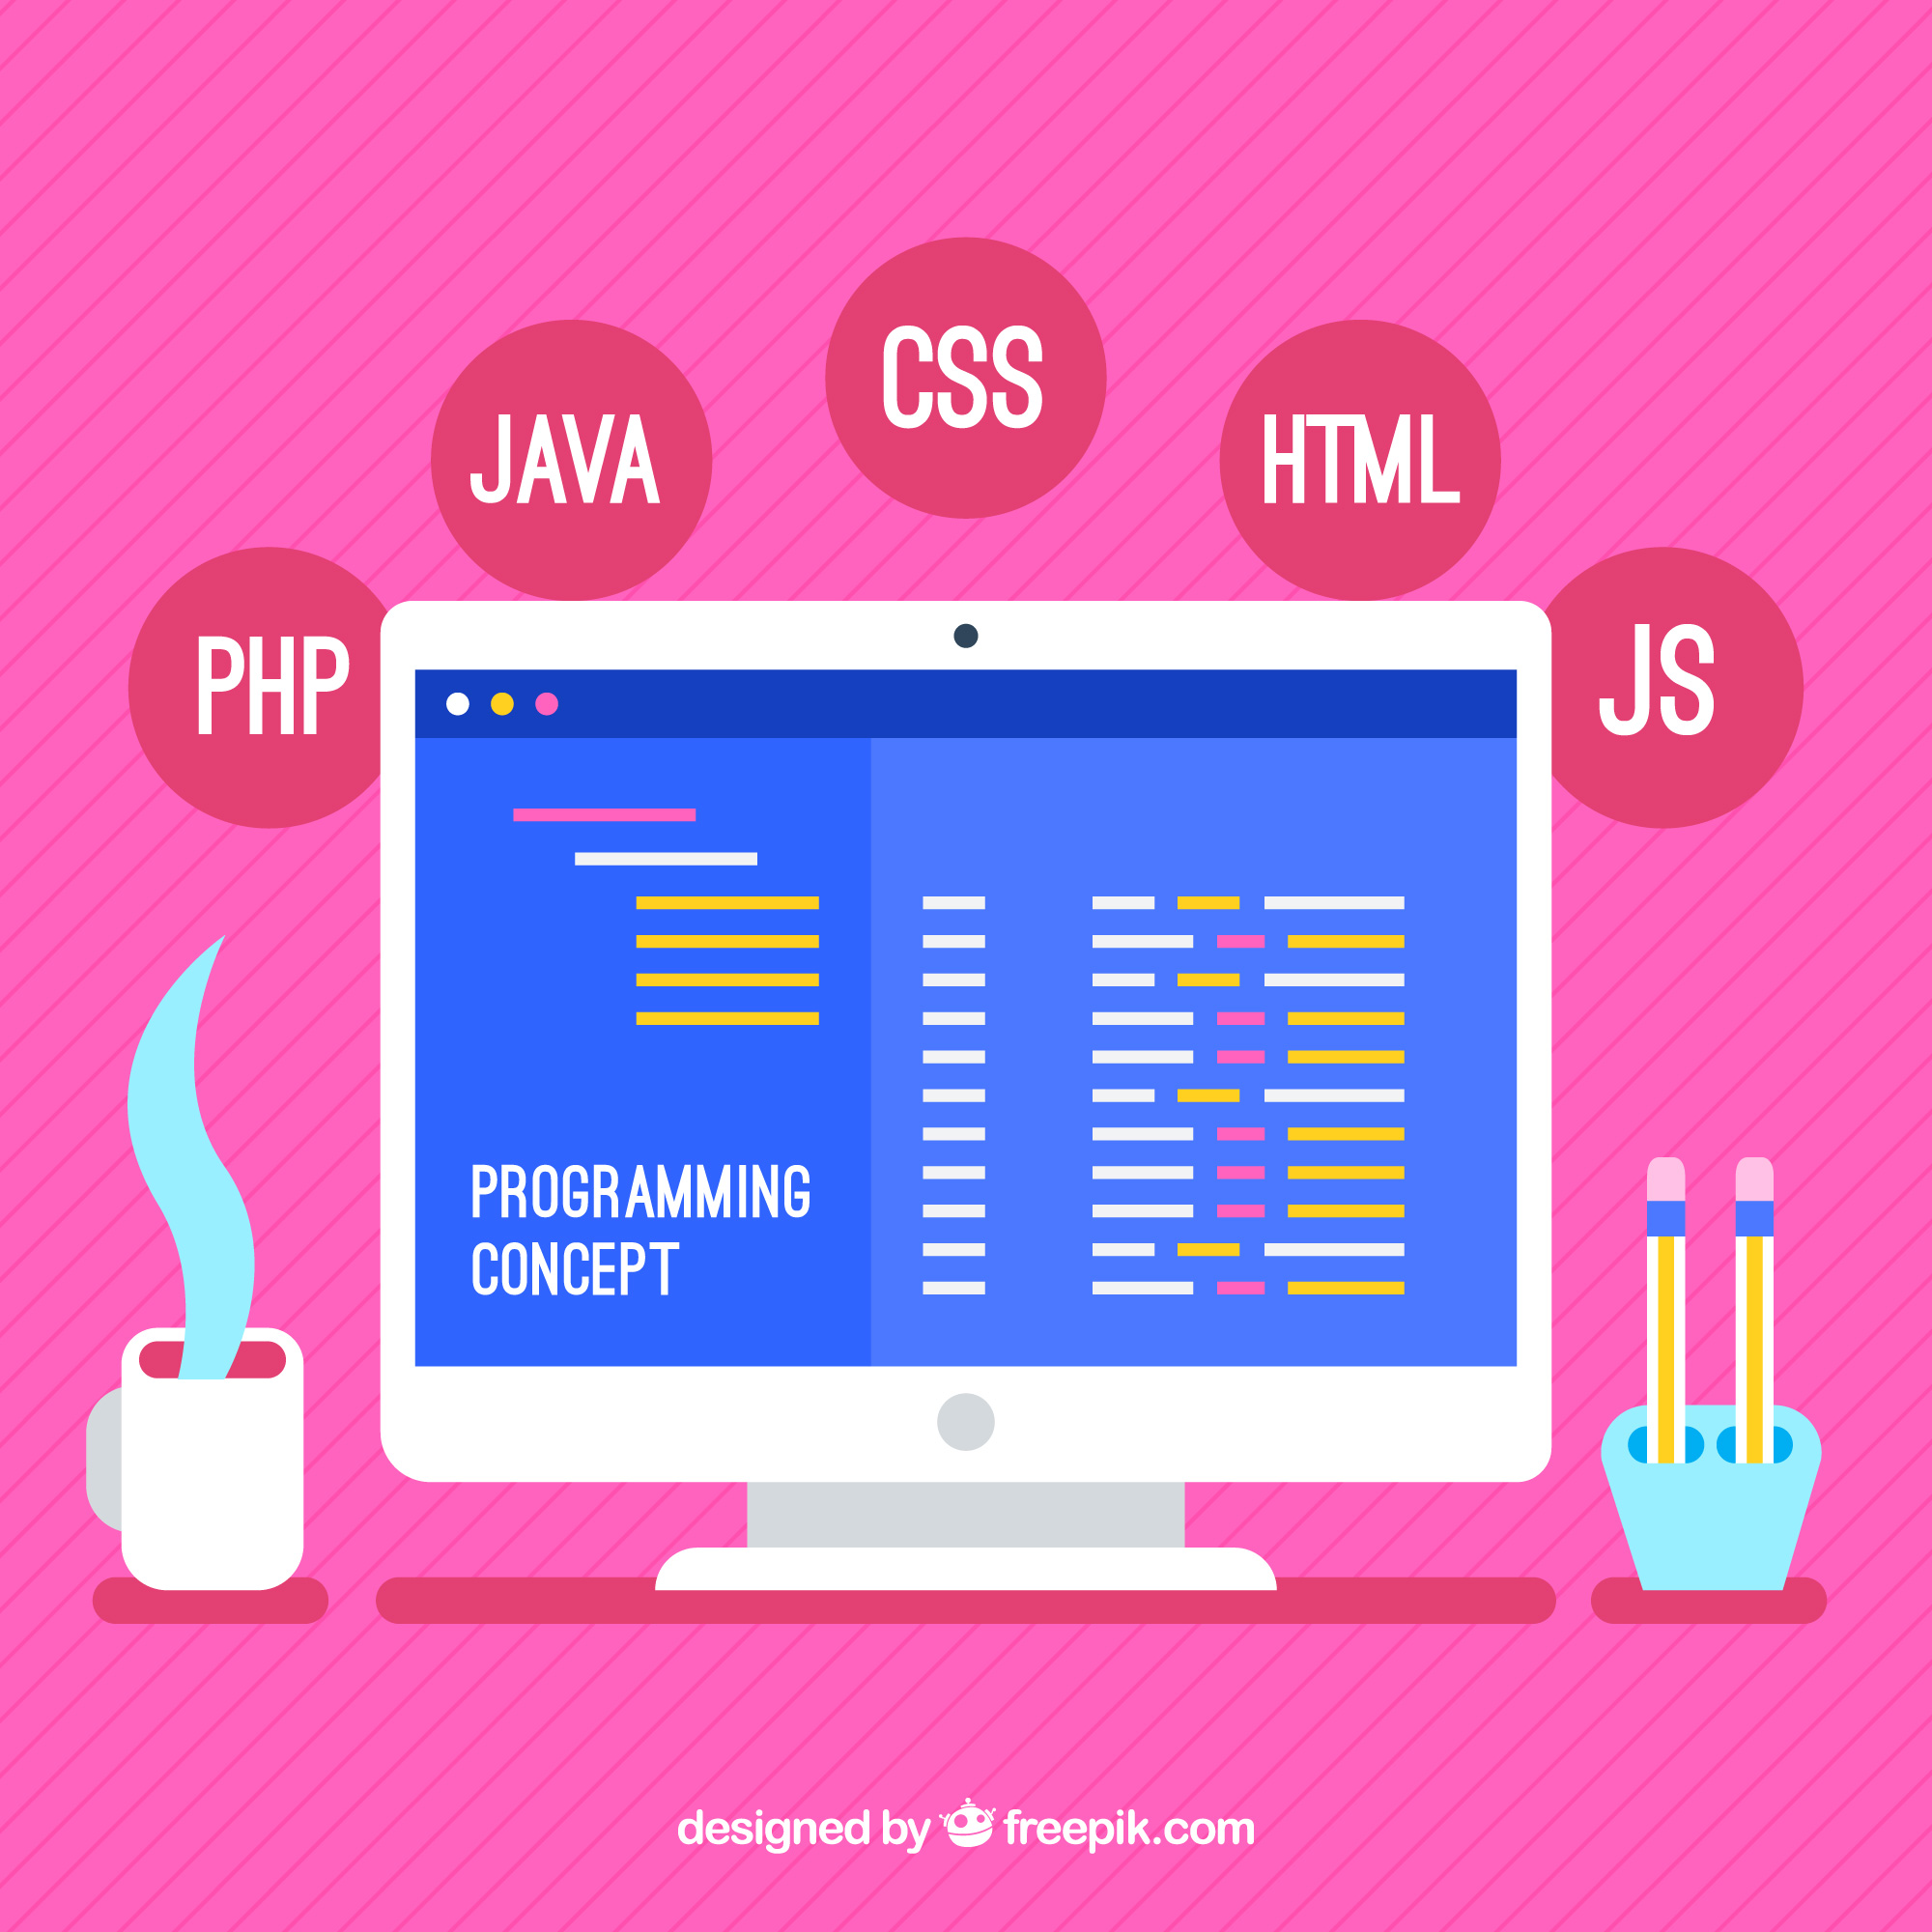 CSS
JAVA
HTML
PHP
JS
PROGRAMMING
CONCEPT
designed by freepik.com